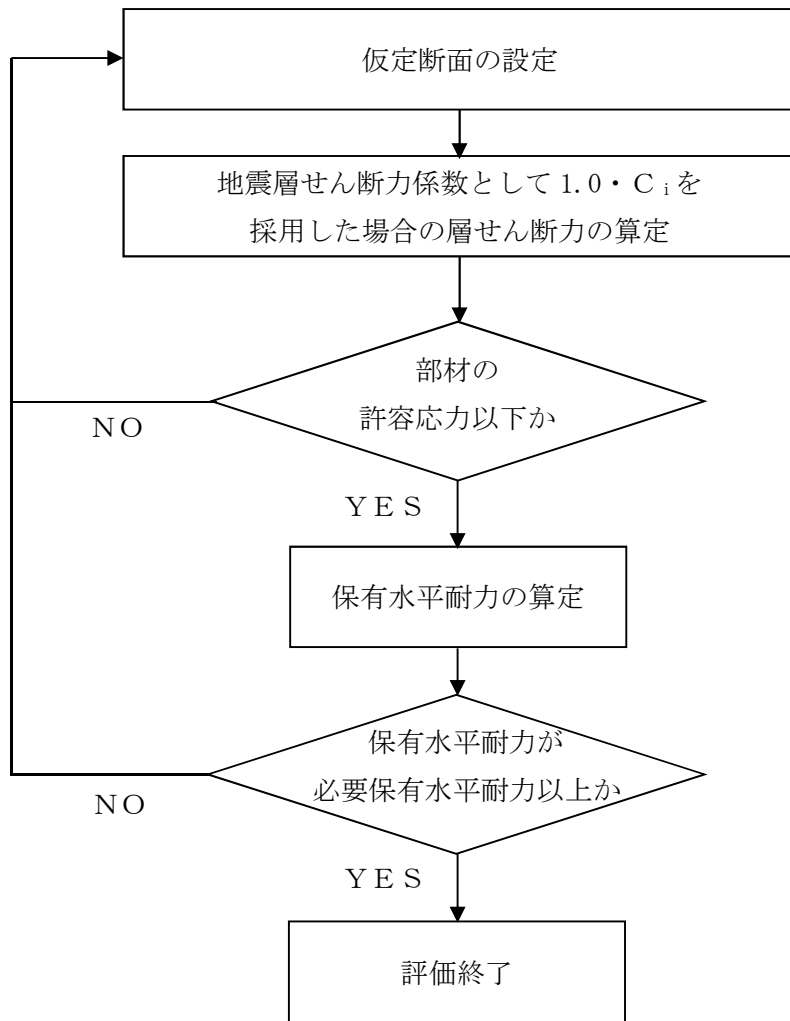 仮定断面の設定
地震層せん断力係数として1.0・Ｃｉを
採用した場合の層せん断力の算定
部材の
許容応力以下か
ＮＯ
ＹＥＳ
保有水平耐力の算定
保有水平耐力が
必要保有水平耐力以上か
ＮＯ
ＹＥＳ
評価終了